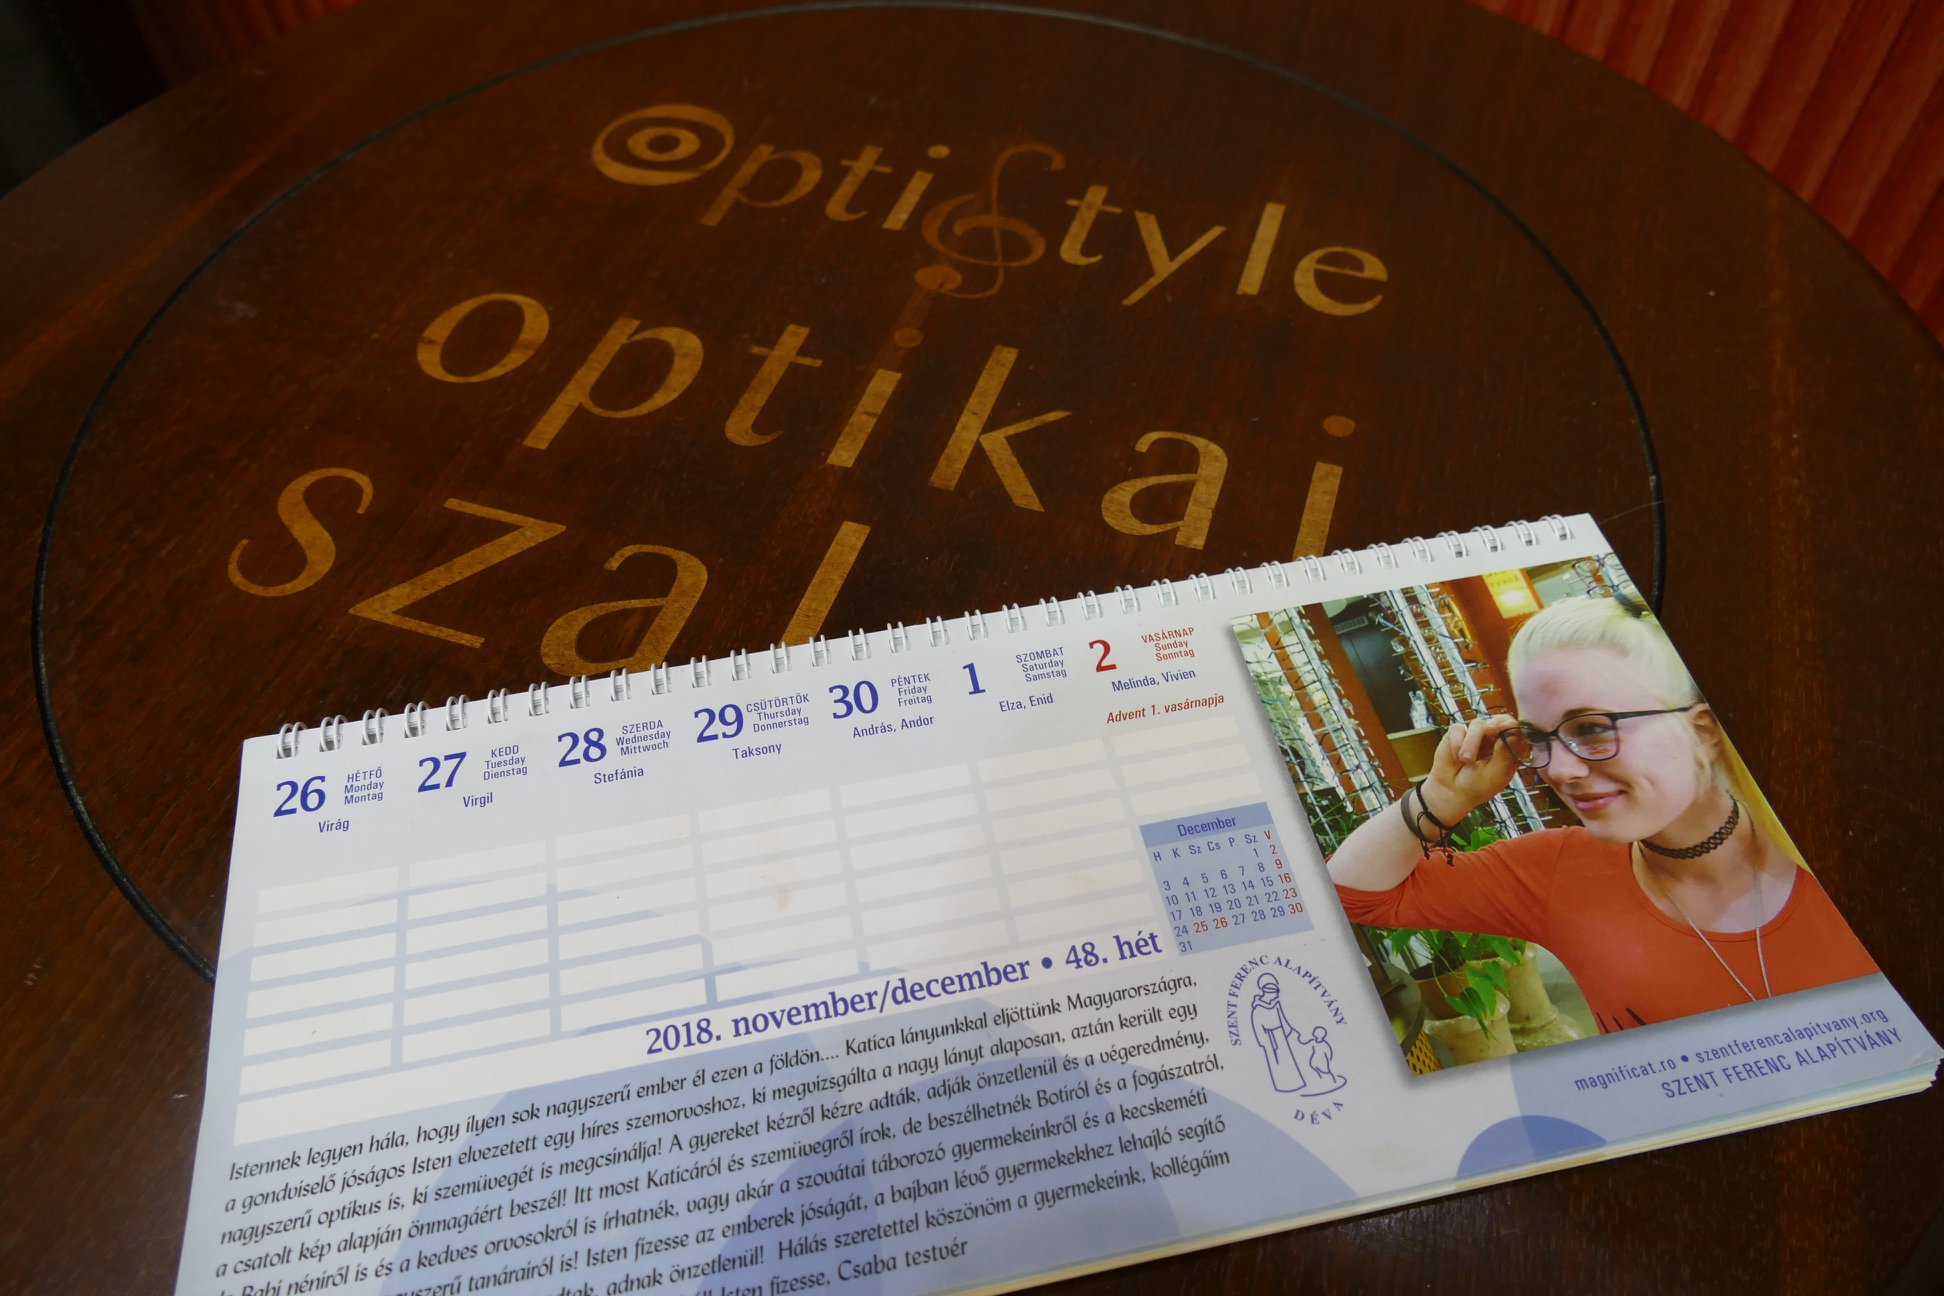 OptiStyle
optikai
szal
26 HÉTFŐ Monday Montag Virág
27 KEDD Tuesday Dienstag Virgil
28 SZERDA Wednesday Mittwoch Stefánia
29 CSÜTÖRTÖK Thursday Donnerstag Taksony
30 PÉNTEK Friday Freitag András, Andor
1 SZOMBAT Saturday Samstag Elza, Enid
2 VASÁRNAP Sunday Sonntag Melinda, Vivien
Advent 1. vasárnapja
December
H K Sz Cs P Sz V
1 2
3 4 5 6 7 8 9
10 11 12 13 14 15 16
17 18 19 20 21 22 23
24 25 26 27 28 29 30
31
2018. november/december • 48. hét
Istennek legyen hála, hogy ilyen sok nagyszerű ember él ezen a földön.... Katica lányunkkal eljöttünk Magyarországra,
a gondviselő jóságos Isten elvezetett egy híres szemorvoshoz, ki megvizsgálta a nagy lányt alaposan, aztán került egy
nagyszerű optikus is, ki szemüvegét is megcsinálja! A gyereket kézről kézre adták, adják önzetlenül és a végeredmény,
a csatolt kép alapján önmagáért beszél! Itt most Katicáról és szemüvegről írok, de beszélhetnék Botiról és a fogászatról,
Babi néniről is és a kedves orvosokról is írhatnék, vagy akár a szovátai táborozó gyermekeinkről és a kecskeméti
tanárairól is! Isten fizesse az emberek jóságát, a bajban lévő gyermekekhez lehajló segítő
adnak önzetlenül! Hálás szeretettel köszönöm a gyermekeink, kollégáim
Isten fizesse, Csaba testvér
SZENT FERENC ALAPÍTVÁNY
DÉVA
magnificat.ro • szentferencalapitvany.org
SZENT FERENC ALAPÍTVÁNY